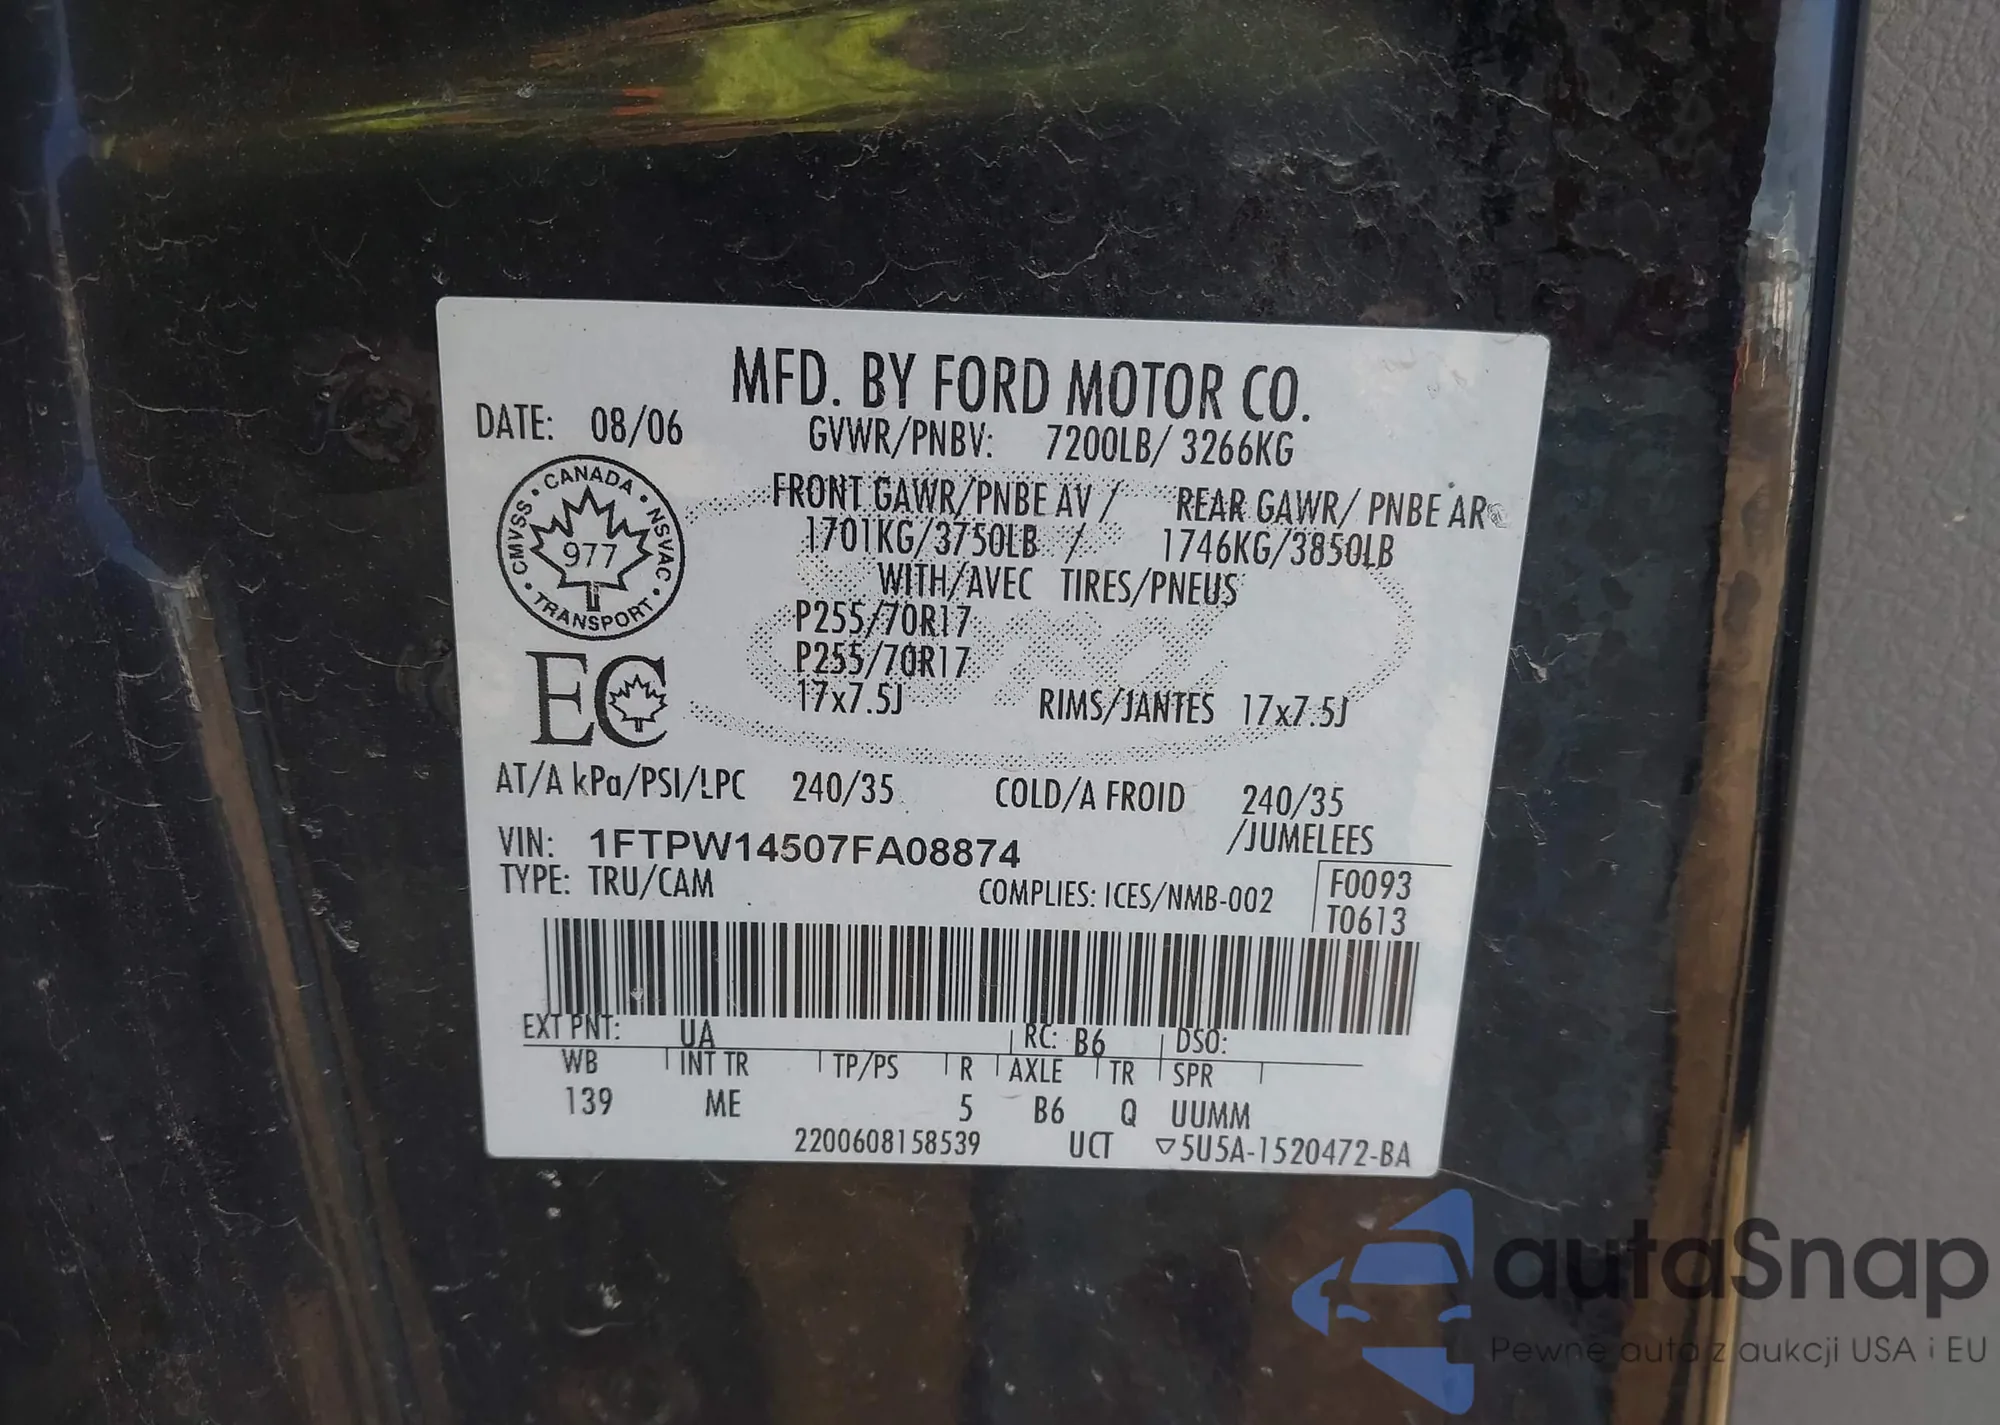 MFD. BY FORD MOTOR CO.
DATE: 08/06
GVWR/PNBV: 7200LB/ 3266KG
CANADA
CMVSS
NSVAC
977
TRANSPORT
FRONT GAWR/PNBE AV / REAR GAWR/ PNBE AR
1701KG/3750LB / 1746KG/3850LB
WITH/AVEC TIRES/PNEUS
P255/70R17
P255/70R17
EC
17x7.5J RIMS/JANTES 17x7.5J
AT/A kPa/PSI/LPC 240/35 COLD/A FROID 240/35
/JUMELEES
VIN: 1FTPW14507FA08874
TYPE: TRU/CAM COMPLIES: ICES/NMB-002 F0093
T0613
EXT PNT: UA RC: B6 DSO:
WB INT TR TP/PS R AXLE TR SPR
139 ME 5 B6 Q UUMM
2200608158539 UCT ▽5U5A-1520472-BA
autaSnap
Pewne auta z aukcji USA i EU